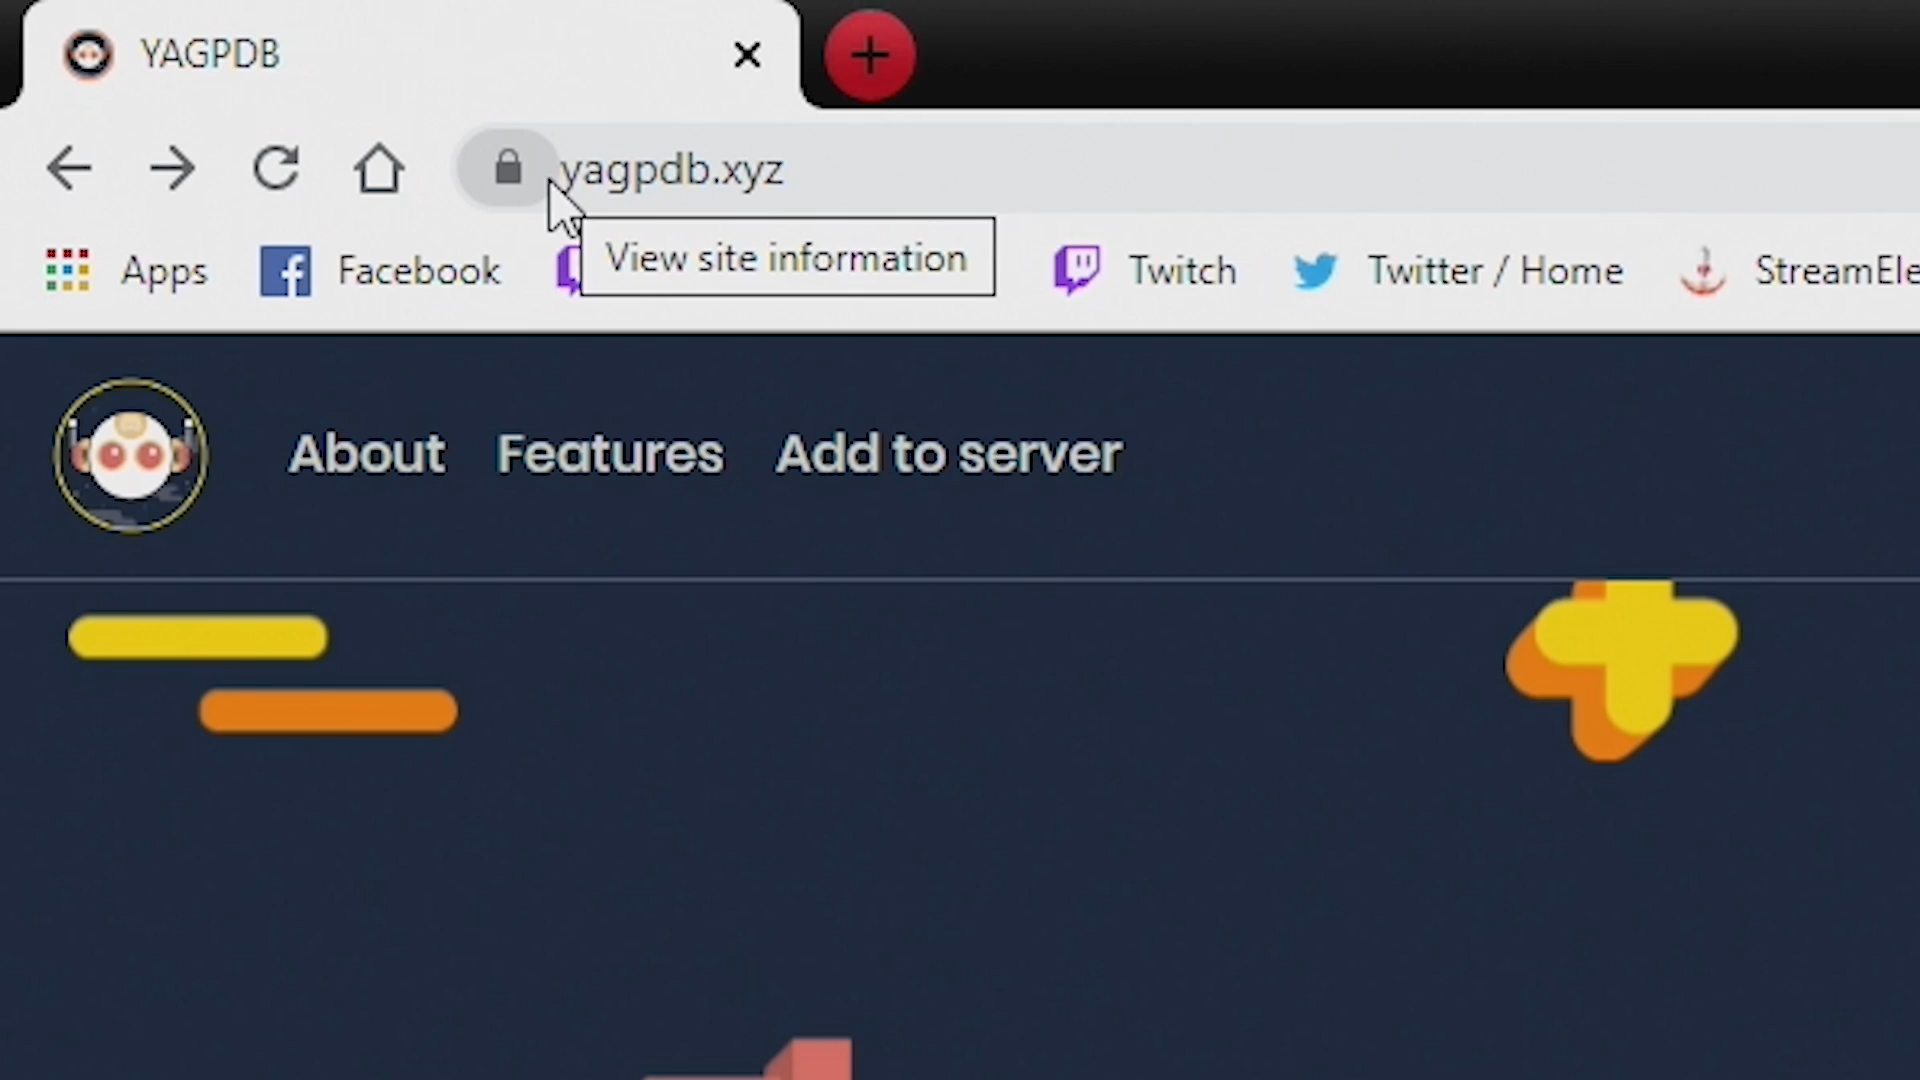 YAGPDB
yagpdb.xyz
View site information
Apps Facebook Twitch Twitter / Home StreamEle
About Features Add to server